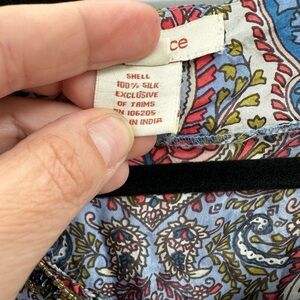 ce
SHELL
100% SILK
EXCLUSIVE
OF TRIMS
RN 106205
IN INDIA